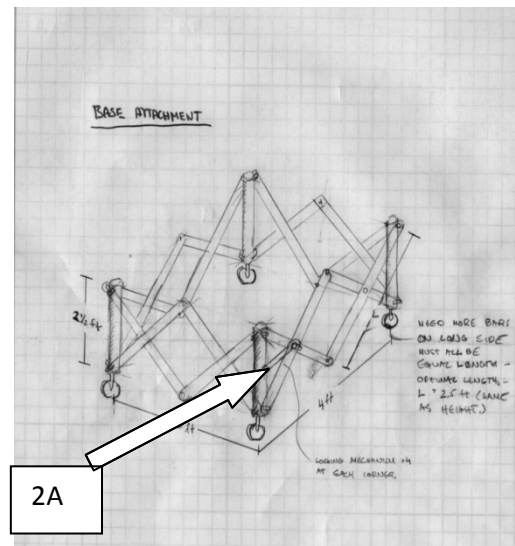 BASE ATTACHMENT
2½ ft
L
NEED MORE BARS
ON LONG SIDE
MUST ALL BE
EQUAL LENGTH -
OPTIMAL LENGTH,
L = 2.5 ft (SAME
AS HEIGHT)
4 ft
ft
LOCKING MECHANISM
AT EACH CORNER.
2A